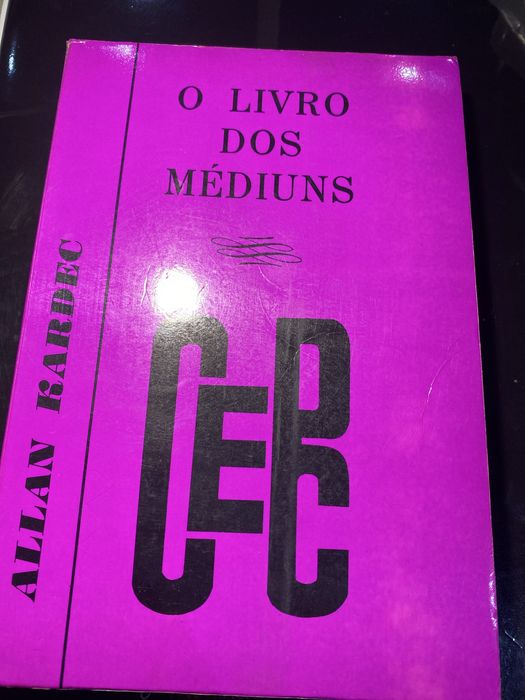 O LIVRO
DOS
MÉDIUNS
ALLAN KARDEC
CEPC